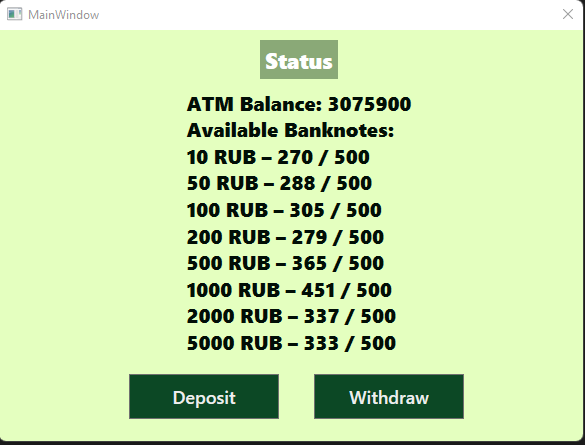 MainWindow
Status
ATM Balance: 3075900
Available Banknotes:
10 RUB – 270 / 500
50 RUB – 288 / 500
100 RUB – 305 / 500
200 RUB – 279 / 500
500 RUB – 365 / 500
1000 RUB – 451 / 500
2000 RUB – 337 / 500
5000 RUB – 333 / 500
Deposit
Withdraw